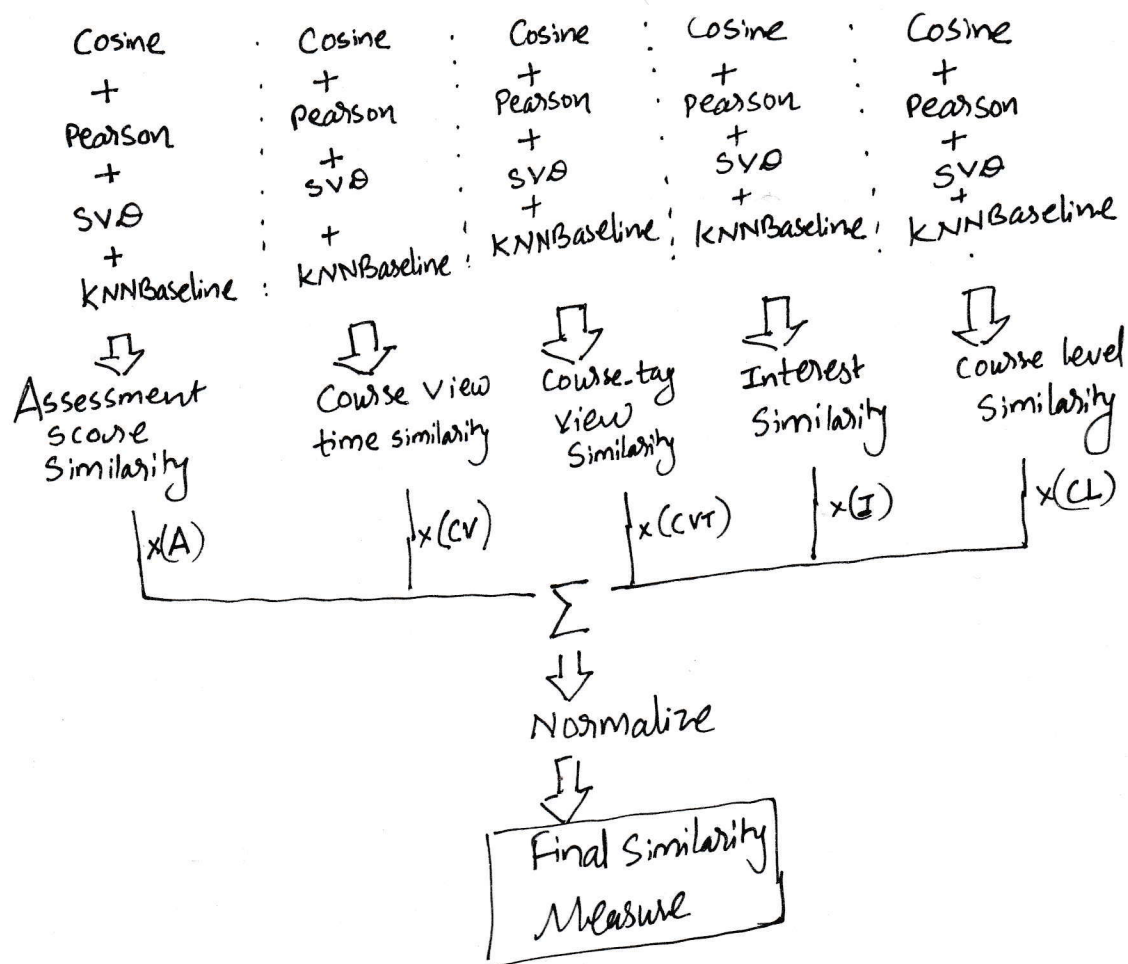 Cosine
+
Pearson
+
SVD
+
KNNBaseline
Assessment
score
Similarity
x(A)
Cosine
+
Pearson
+
SVD
+
KNNBaseline
Course View
time similarity
x(CV)
Cosine
+
Pearson
+
SVD
+
KNNBaseline
Course-tag
View
Similarity
x(CVT)
Cosine
+
Pearson
+
SVD
+
KNNBaseline
Interest
Similarity
x(I)
Cosine
+
Pearson
+
SVD
+
KNNBaseline
Course level
Similarity
x(CL)
Σ
Normalize
Final Similarity
Measure